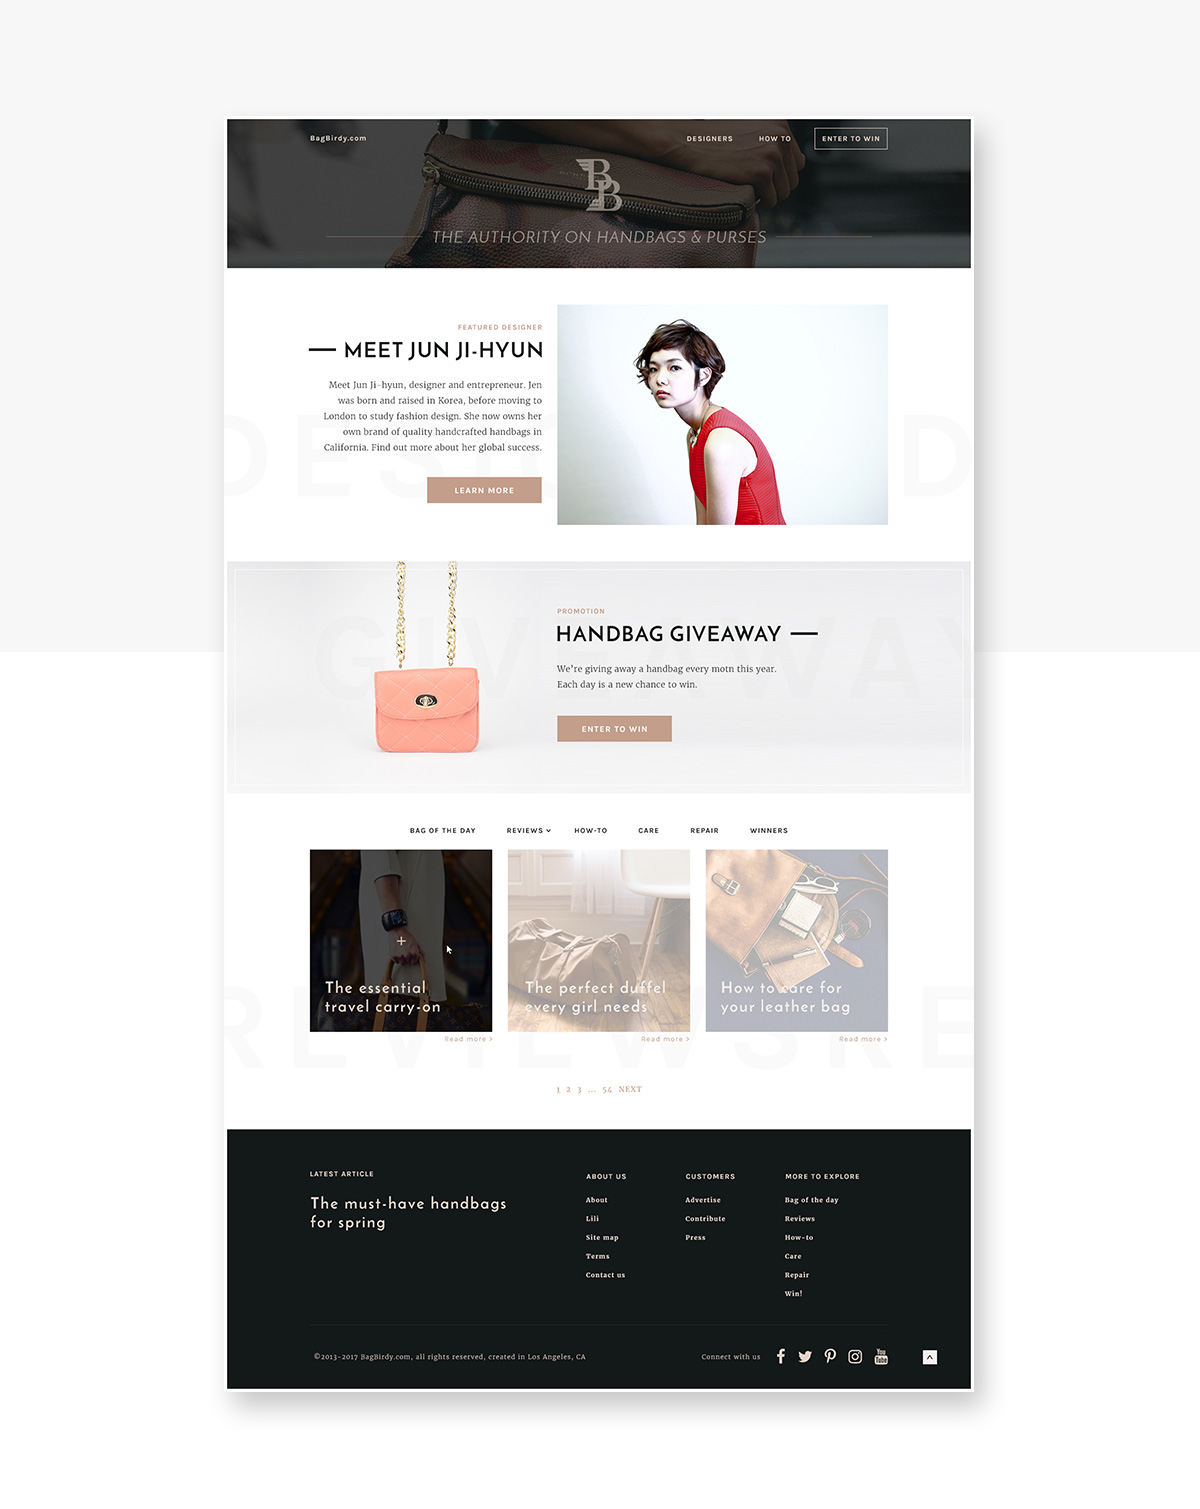 BagBirdy.com
DESIGNERS HOW TO ENTER TO WIN
BB
THE AUTHORITY ON HANDBAGS & PURSES
FEATURED DESIGNER
MEET JUN JI-HYUN
Meet Jun Ji-hyun, designer and entrepreneur. Jen
was born and raised in Korea, before moving to
London to study fashion design. She now owns her
own brand of quality handcrafted handbags in
California. Find out more about her global success.
LEARN MORE
PROMOTION
HANDBAG GIVEAWAY
We're giving away a handbag every motn this year.
Each day is a new chance to win.
ENTER TO WIN
GIVEAWAY
BAG OF THE DAY REVIEWS HOW-TO CARE REPAIR WINNERS
The essential
travel carry-on
Read more >
The perfect duffel
every girl needs
Read more >
How to care for
your leather bag
Read more >
REVIEWSRE
1 2 3 ... 54 NEXT
LATEST ARTICLE
The must-have handbags
for spring
ABOUT US
About
Lili
Site map
Terms
Contact us
CUSTOMERS
Advertise
Contribute
Press
MORE TO EXPLORE
Bag of the day
Reviews
How-to
Care
Repair
Win!
©2013-2017 BagBirdy.com, all rights reserved, created in Los Angeles, CA
Connect with us
You
Tube